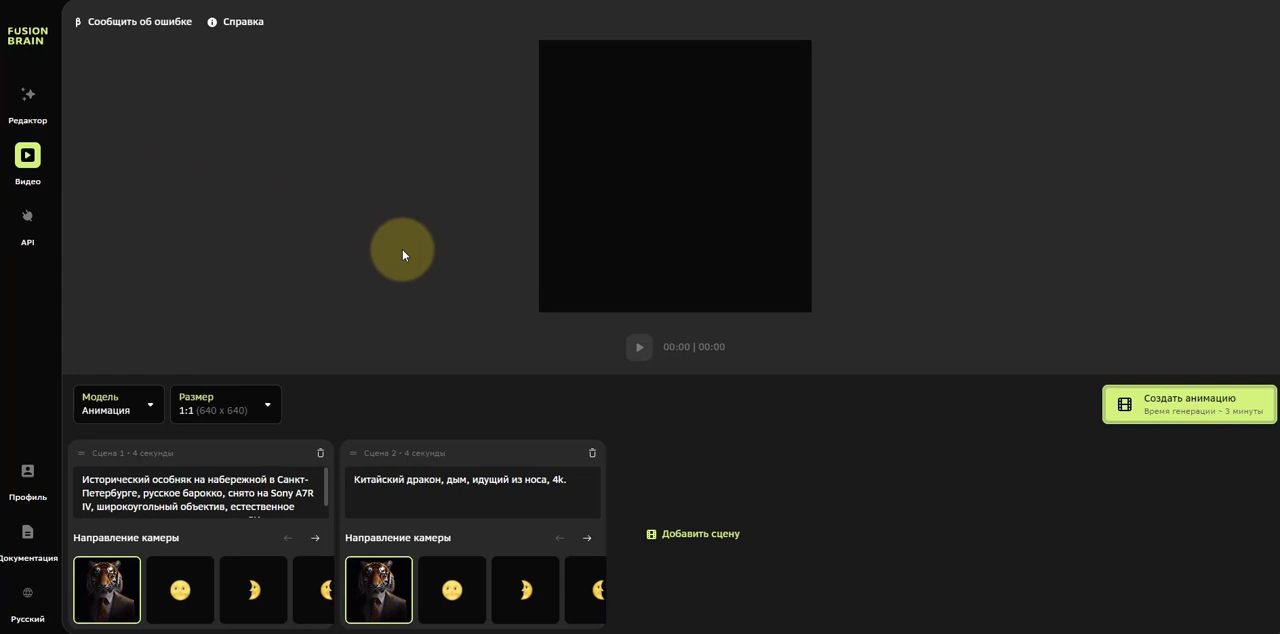 FUSION
BRAIN
β Сообщить об ошибке
Справка
Редактор
Видео
API
00:00 | 00:00
Модель
Анимация
Размер
1:1 (640 x 640)
Создать анимацию
Время генерации ~ 3 минуты
Сцена 1 • 4 секунды
Исторический особняк на набережной в Санкт-
Петербурге, русское барокко, снято на Sony A7R
IV, широкоугольный объектив, естественное
Направление камеры
Сцена 2 • 4 секунды
Китайский дракон, дым, идущий из носа, 4k.
Направление камеры
Добавить сцену
Профиль
Документация
Русский